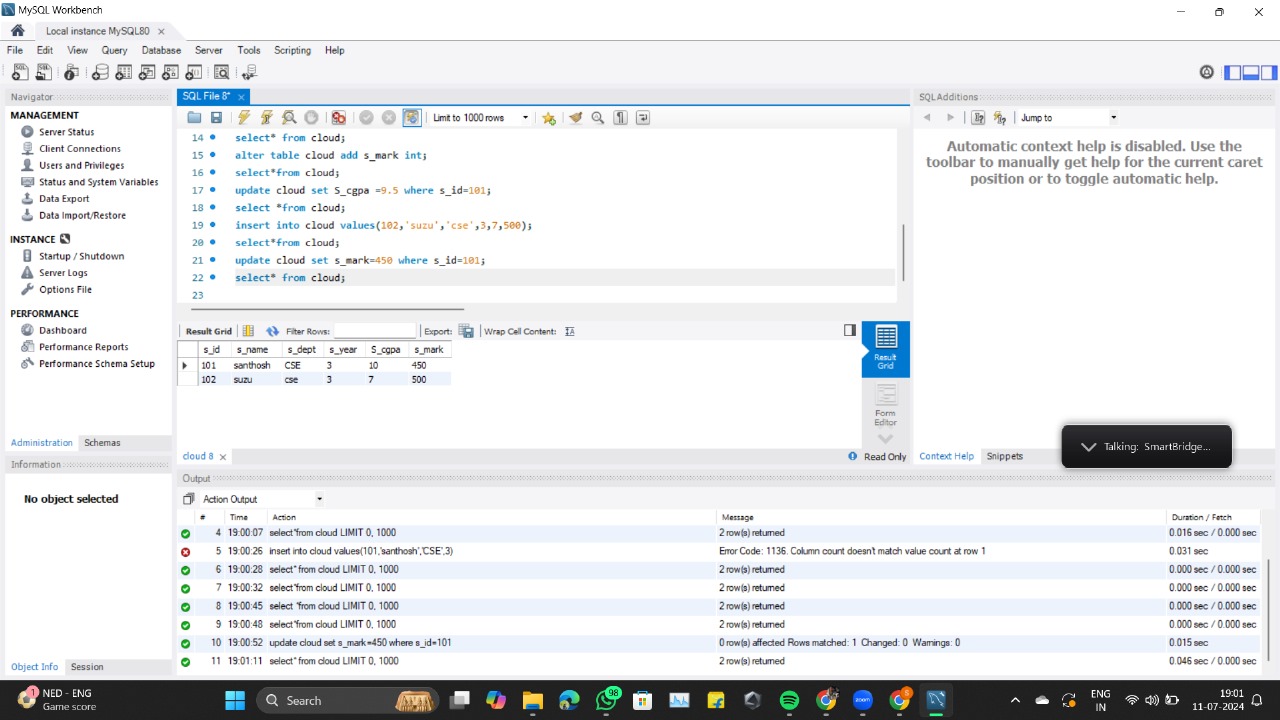 MySQL Workbench
Local instance MySQL80
File Edit View Query Database Server Tools Scripting Help
Navigator
MANAGEMENT
Server Status
Client Connections
Users and Privileges
Status and System Variables
Data Export
Data Import/Restore
INSTANCE
Startup / Shutdown
Server Logs
Options File
PERFORMANCE
Dashboard
Performance Reports
Performance Schema Setup
Administration Schemas
Information
No object selected
Object Info Session
SQL File 8*
Limit to 1000 rows
14 select* from cloud;
15 alter table cloud add s_mark int;
16 select*from cloud;
17 update cloud set S_cgpa =9.5 where s_id=101;
18 select *from cloud;
19 insert into cloud values(102,'suzu','cse',3,7,500);
20 select*from cloud;
21 update cloud set s_mark=450 where s_id=101;
22 select* from cloud;
23
Result Grid Filter Rows: Export: Wrap Cell Content:
s_id s_name s_dept s_year S_cgpa s_mark
101 santhosh CSE 3 10 450
102 suzu cse 3 7 500
Result Grid
Form Editor
cloud 8
Read Only
SQLAdditions
Jump to
Automatic context help is disabled. Use the
toolbar to manually get help for the current caret
position or to toggle automatic help.
Talking: SmartBridge...
Context Help Snippets
Output
Action Output
# Time Action Message Duration / Fetch
4 19:00:07 select*from cloud LIMIT 0, 1000 2 row(s) returned 0.016 sec / 0.000 sec
5 19:00:26 insert into cloud values(101,'santhosh','CSE',3) Error Code: 1136. Column count doesn't match value count at row 1 0.031 sec
6 19:00:28 select* from cloud LIMIT 0, 1000 2 row(s) returned 0.000 sec / 0.000 sec
7 19:00:32 select*from cloud LIMIT 0, 1000 2 row(s) returned 0.000 sec / 0.000 sec
8 19:00:45 select *from cloud LIMIT 0, 1000 2 row(s) returned 0.000 sec / 0.000 sec
9 19:00:48 select*from cloud LIMIT 0, 1000 2 row(s) returned 0.000 sec / 0.000 sec
10 19:00:52 update cloud set s_mark=450 where s_id=101 0 row(s) affected Rows matched: 1 Changed: 0 Warnings: 0 0.015 sec
11 19:01:11 select* from cloud LIMIT 0, 1000 2 row(s) returned 0.046 sec / 0.000 sec
1
NED - ENG
Game score
Search
98
zoom
ENG
IN
19:01
11-07-2024